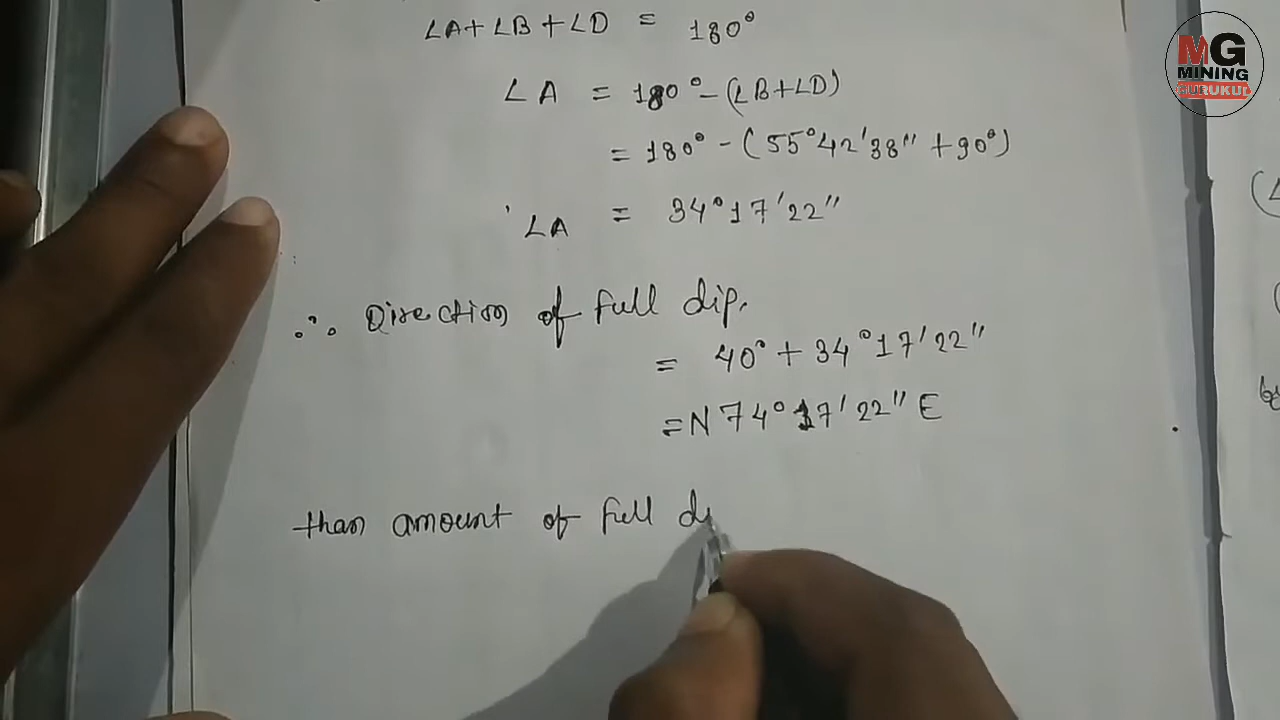 ∠A+∠B+∠D = 180°
∠A = 180°-(∠B+∠D)
= 180° - (55°42'38" +90°)
∠A = 34°17'22"
∴ Direction of full dip.
= 40° + 34°17'22"
= N 74°17'22" E
than amount of full di
MG
MINING
GURUKUL